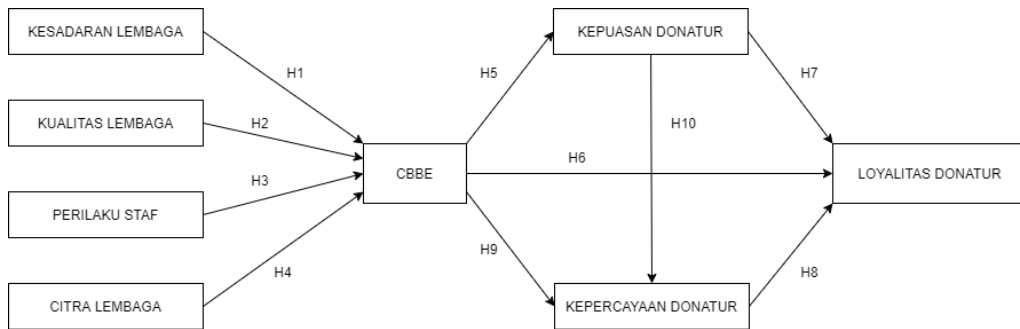 KESADARAN LEMBAGA
KEPUASAN DONATUR
H1
H5
H7
KUALITAS LEMBAGA
H2
H10
H6
CBBE
LOYALITAS DONATUR
H3
PERILAKU STAF
H9
H4
H8
CITRA LEMBAGA
KEPERCAYAAN DONATUR